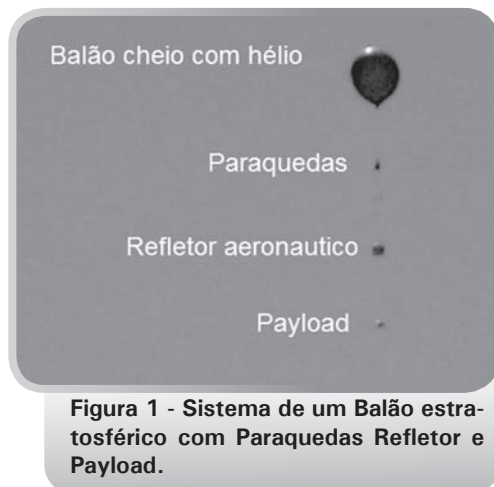 Balão cheio com hélio
Paraquedas
Refletor aeronautico
Payload
Figura 1 - Sistema de um Balão estra-
tosférico com Paraquedas Refletor e
Payload.